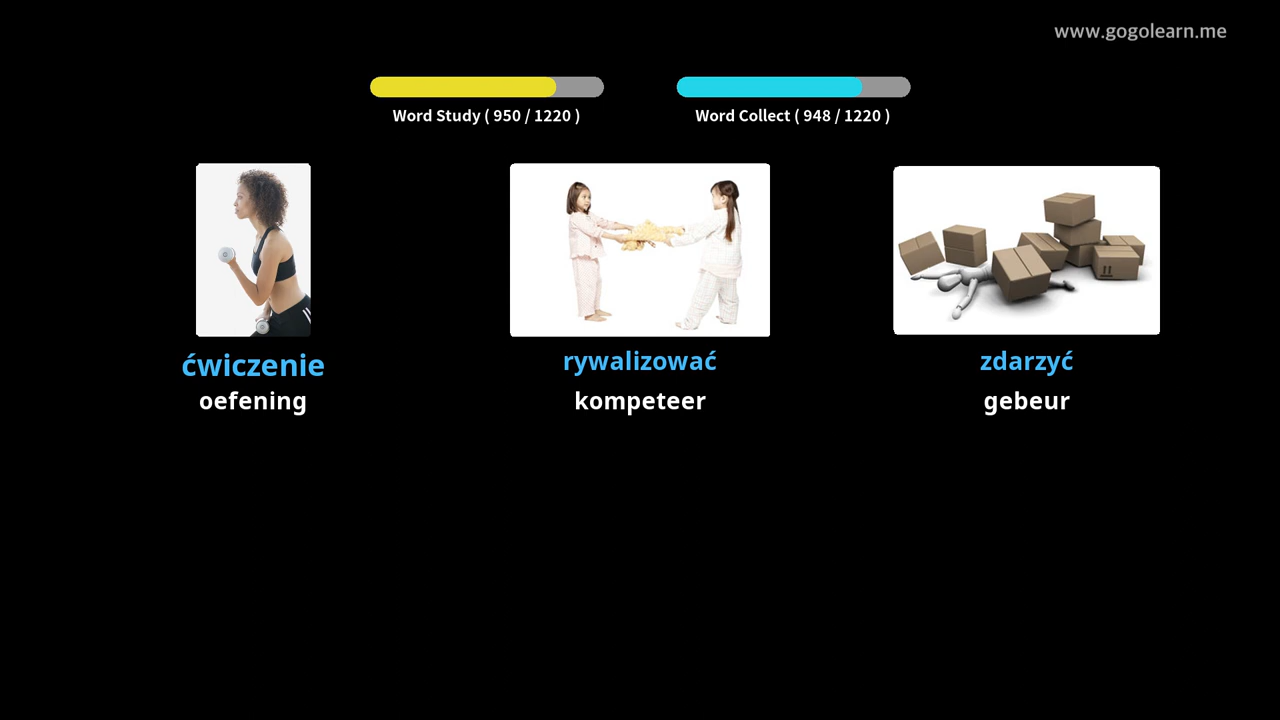 www.gogolearn.me
Word Study ( 950 / 1220 )
Word Collect ( 948 / 1220 )
ćwiczenie
oefening
rywalizować
kompeteer
zdarzyć
gebeur